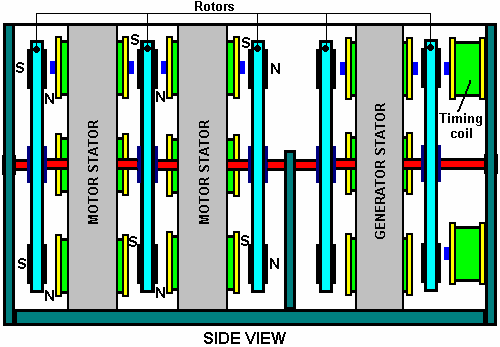 Rotors
S
S
S
N
N
N
MOTOR STATOR
MOTOR STATOR
GENERATOR STATOR
Timing
coil
S
S
S
N
N
N
SIDE VIEW